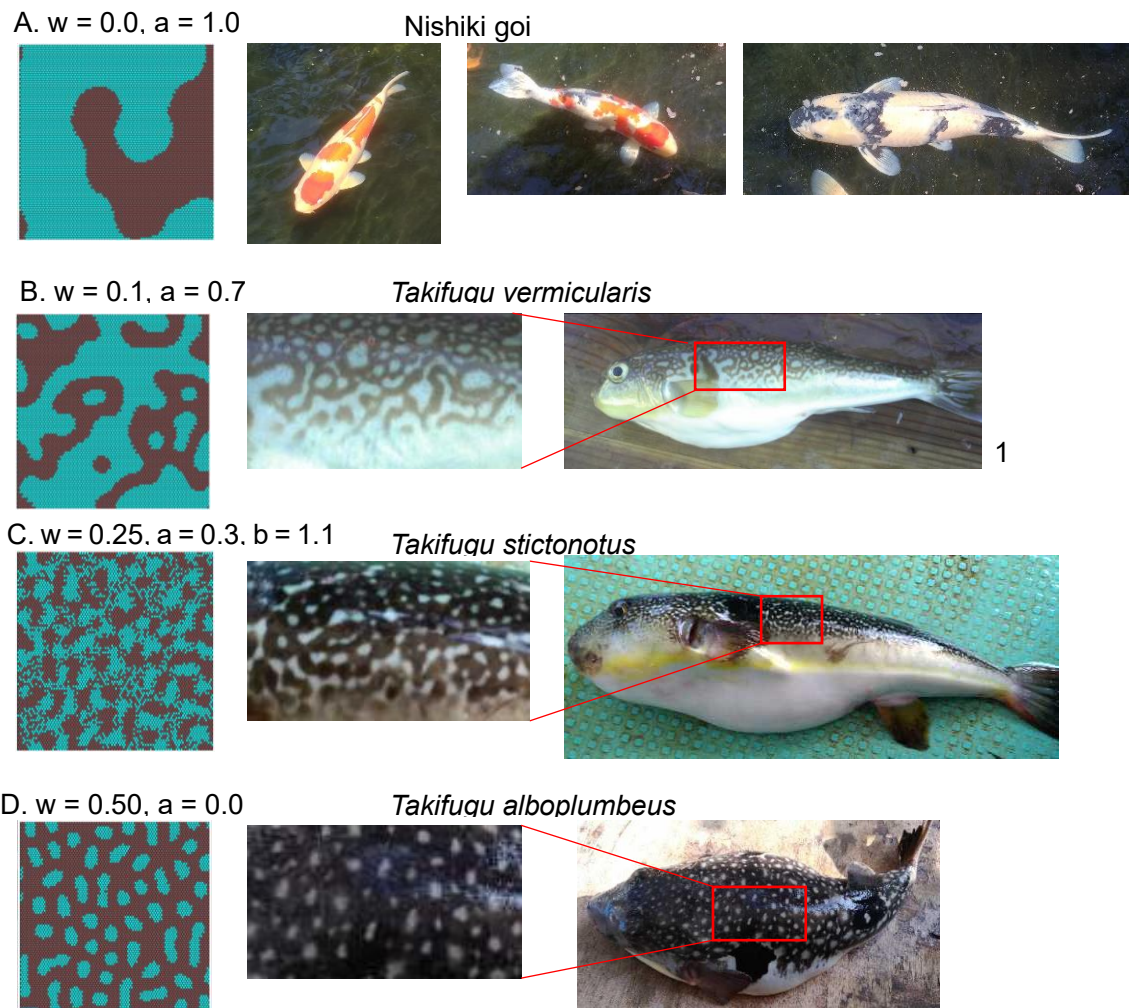 A. w = 0.0, a = 1.0
Nishiki goi
B. w = 0.1, a = 0.7
Takifugu vermicularis
1
C. w = 0.25, a = 0.3, b = 1.1
Takifugu stictonotus
D. w = 0.50, a = 0.0
Takifugu alboplumbeus